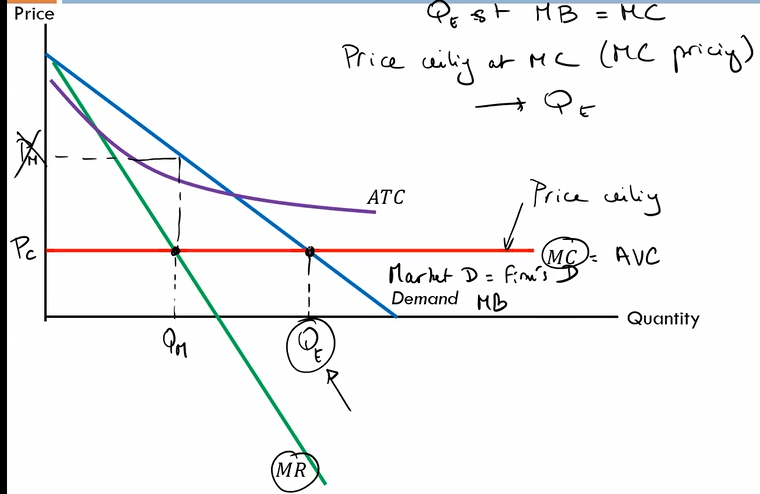 Price
Q_E st MB = MC
Price ceiling at MC (MC pricing)
→ Q_E
P_M
ATC
Price ceiling
P_C
MC = AVC
Market D = Firm's D
Demand MB
Quantity
Q_M
Q_E
MR